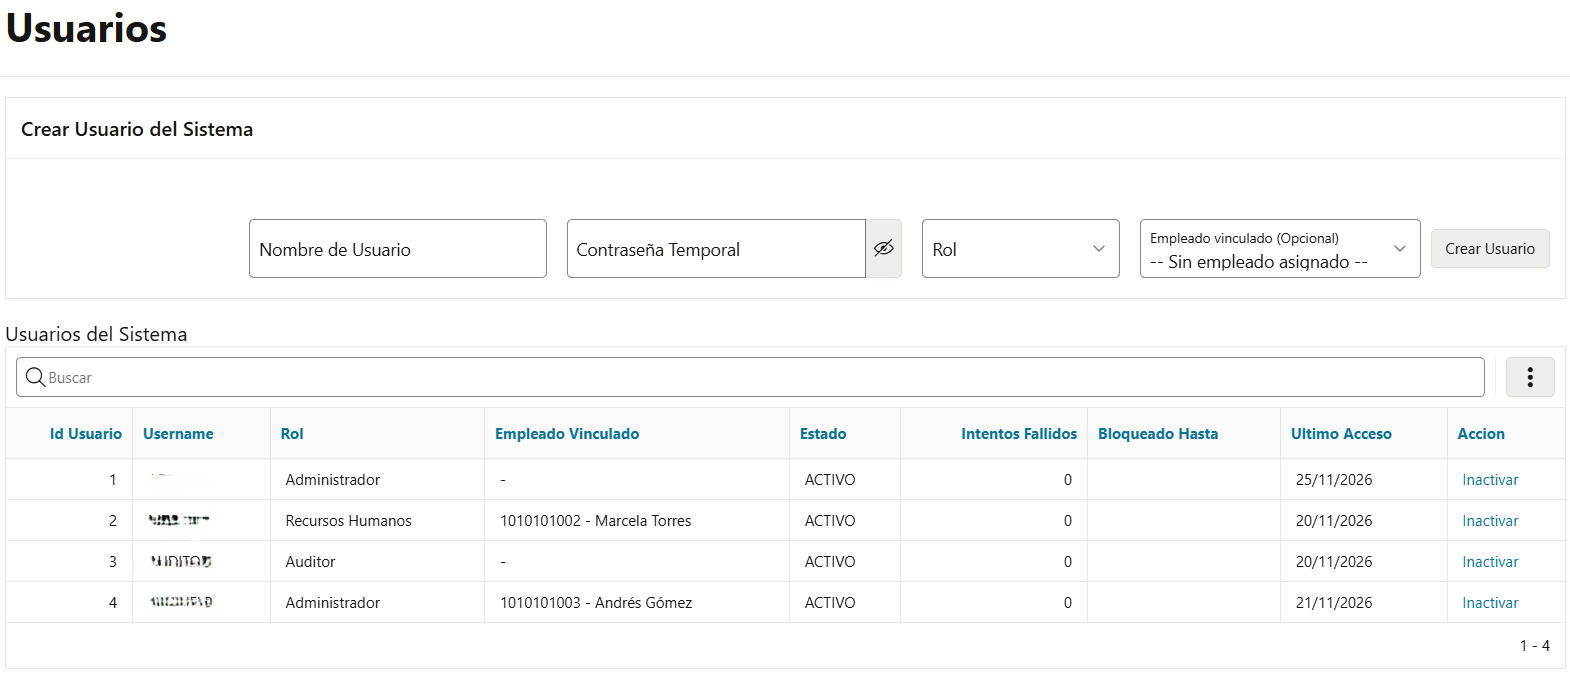 Usuarios
Crear Usuario del Sistema
Nombre de Usuario Contraseña Temporal Rol Empleado vinculado (Opcional) -- Sin empleado asignado -- Crear Usuario
Usuarios del Sistema
Buscar
Id Usuario Username Rol Empleado Vinculado Estado Intentos Fallidos Bloqueado Hasta Ultimo Acceso Accion
1 Administrador - ACTIVO 0 25/11/2026 Inactivar
2 Recursos Humanos 1010101002 - Marcela Torres ACTIVO 0 20/11/2026 Inactivar
3 Auditor - ACTIVO 0 20/11/2026 Inactivar
4 Administrador 1010101003 - Andrés Gómez ACTIVO 0 21/11/2026 Inactivar
1 - 4